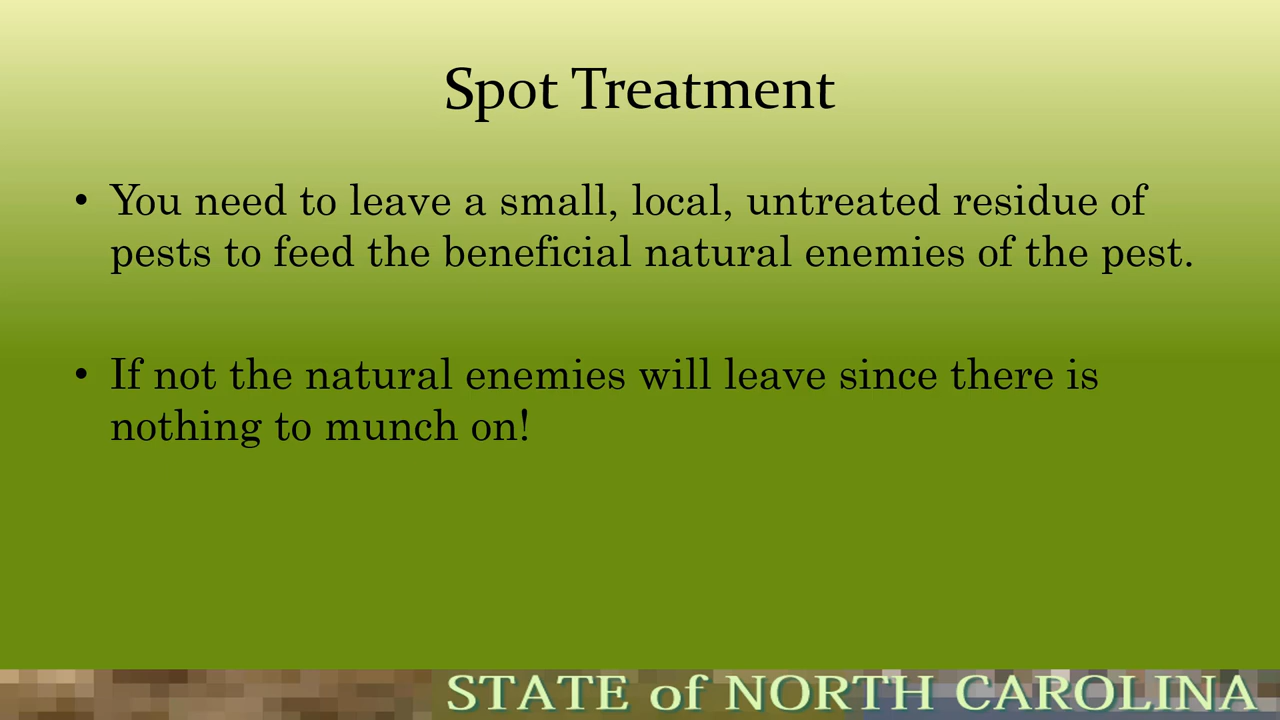 Spot Treatment
• You need to leave a small, local, untreated residue of
pests to feed the beneficial natural enemies of the pest.
• If not the natural enemies will leave since there is
nothing to munch on!
STATE of NORTH CAROLINA